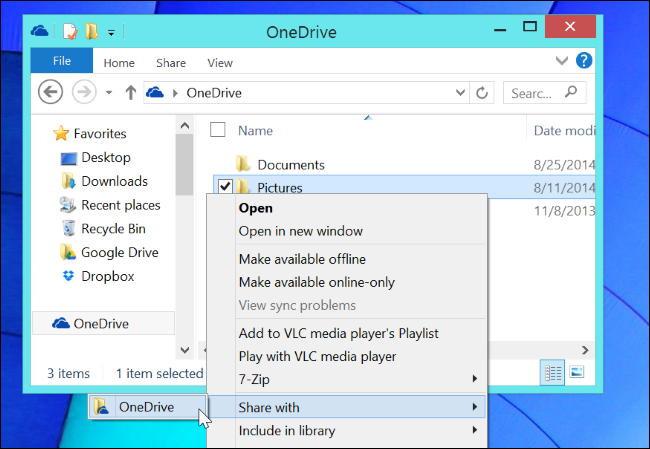 OneDrive
File Home Share View
OneDrive Searc...
Favorites
Desktop
Downloads
Recent places
Recycle Bin
Google Drive
Dropbox
OneDrive
Name Date modi
Documents 8/25/2014
Pictures 8/11/2014
11/8/2013
Open
Open in new window
Make available offline
Make available online-only
View sync problems
Add to VLC media player's Playlist
Play with VLC media player
7-Zip
Share with
Include in library
3 items 1 item selected
OneDrive